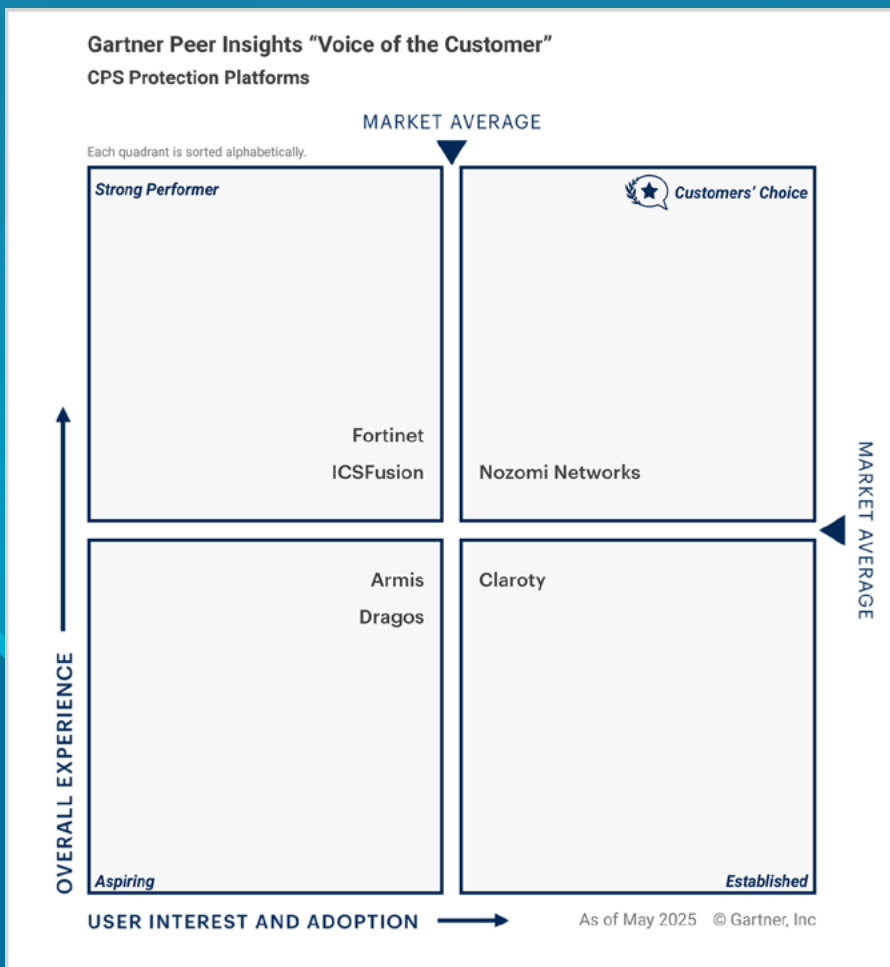 Gartner Peer Insights “Voice of the Customer”
CPS Protection Platforms
MARKET AVERAGE
Each quadrant is sorted alphabetically.
Strong Performer
Customers’ Choice
Fortinet
ICSFusion
Nozomi Networks
MARKET AVERAGE
Armis
Dragos
Claroty
OVERALL EXPERIENCE
Aspiring
Established
USER INTEREST AND ADOPTION
As of May 2025 © Gartner, Inc